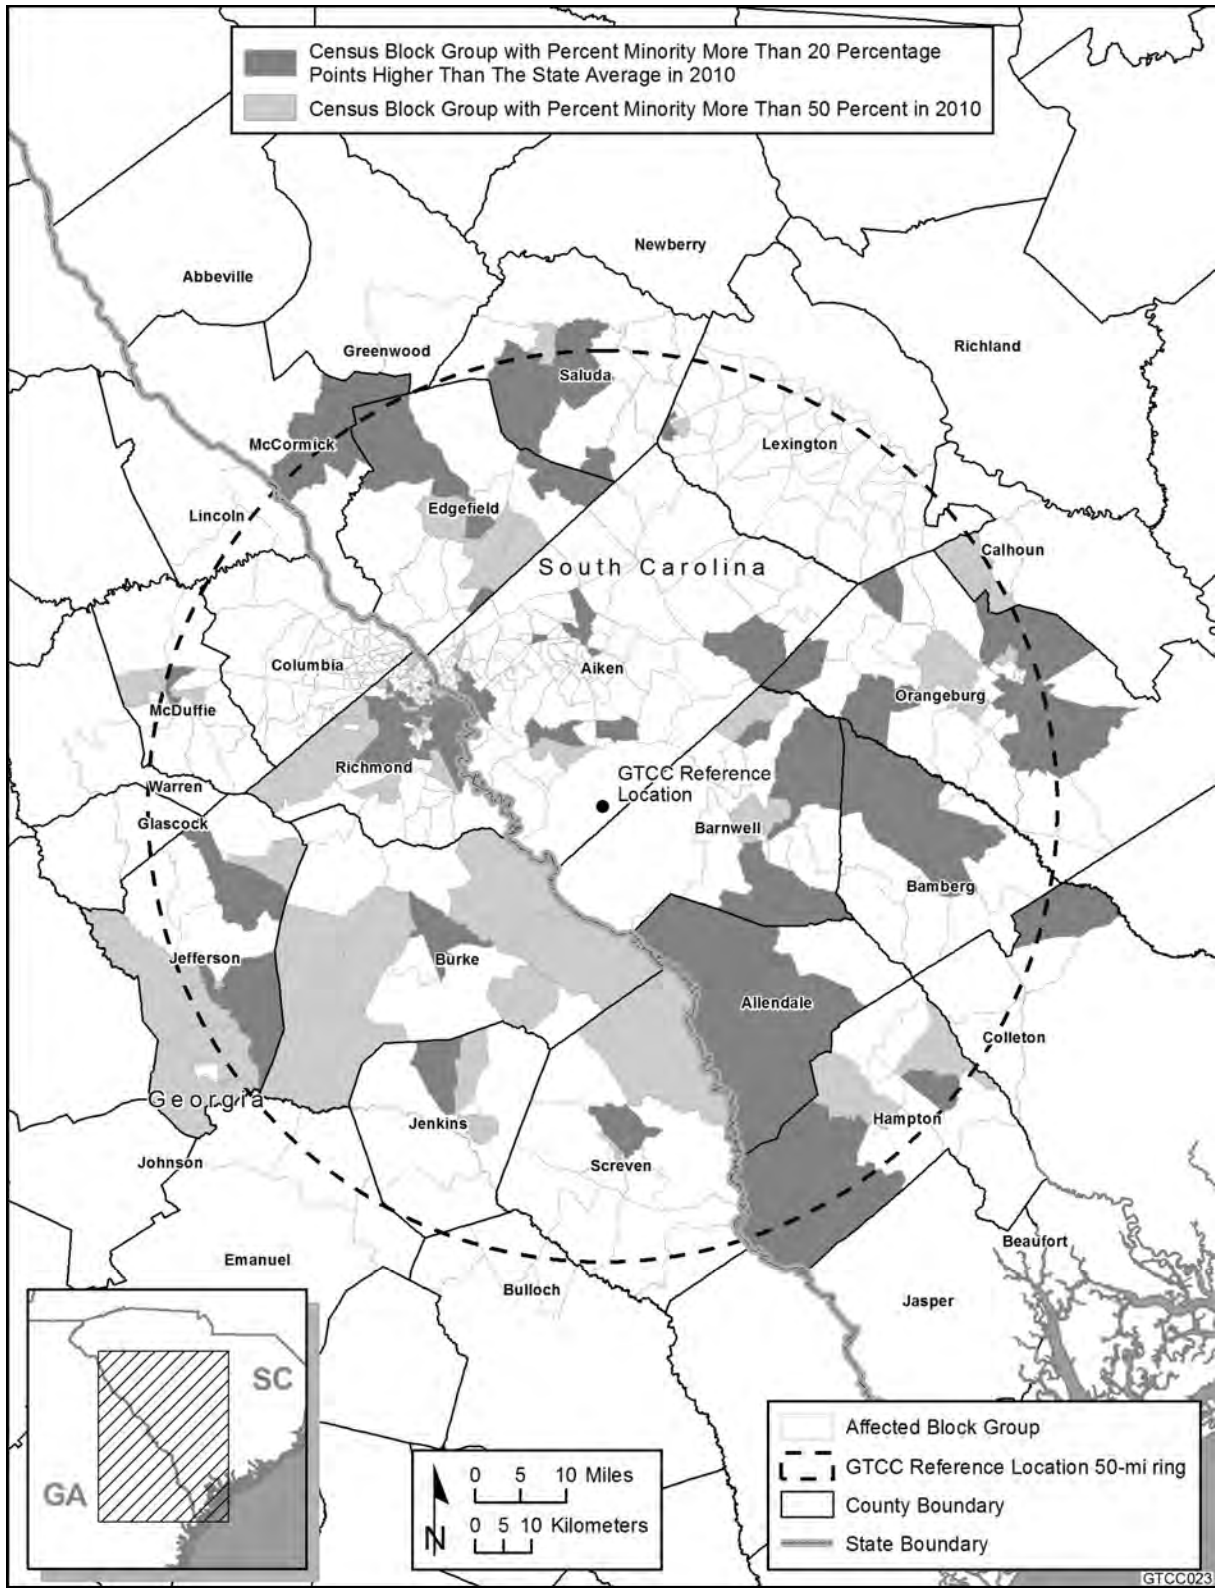 Census Block Group with Percent Minority More Than 20 Percentage
Points Higher Than The State Average in 2010
Census Block Group with Percent Minority More Than 50 Percent in 2010
Newberry
Abbeville
Richland
Greenwood
Saluda
McCormick
Lexington
Edgefield
Lincoln
Calhoun
South Carolina
Columbia
Aiken
Orangeburg
McDuffie
Richmond
GTCC Reference
Location
Warren
Glascock
Barnwell
Bamberg
Jefferson
Burke
Allendale
Colleton
Georgia
Jenkins
Hampton
Johnson
Screven
Beaufort
Emanuel
Bulloch
Jasper
SC
GA
N
0 5 10 Miles
0 5 10 Kilometers
Affected Block Group
GTCC Reference Location 50-mi ring
County Boundary
State Boundary
GTCC023